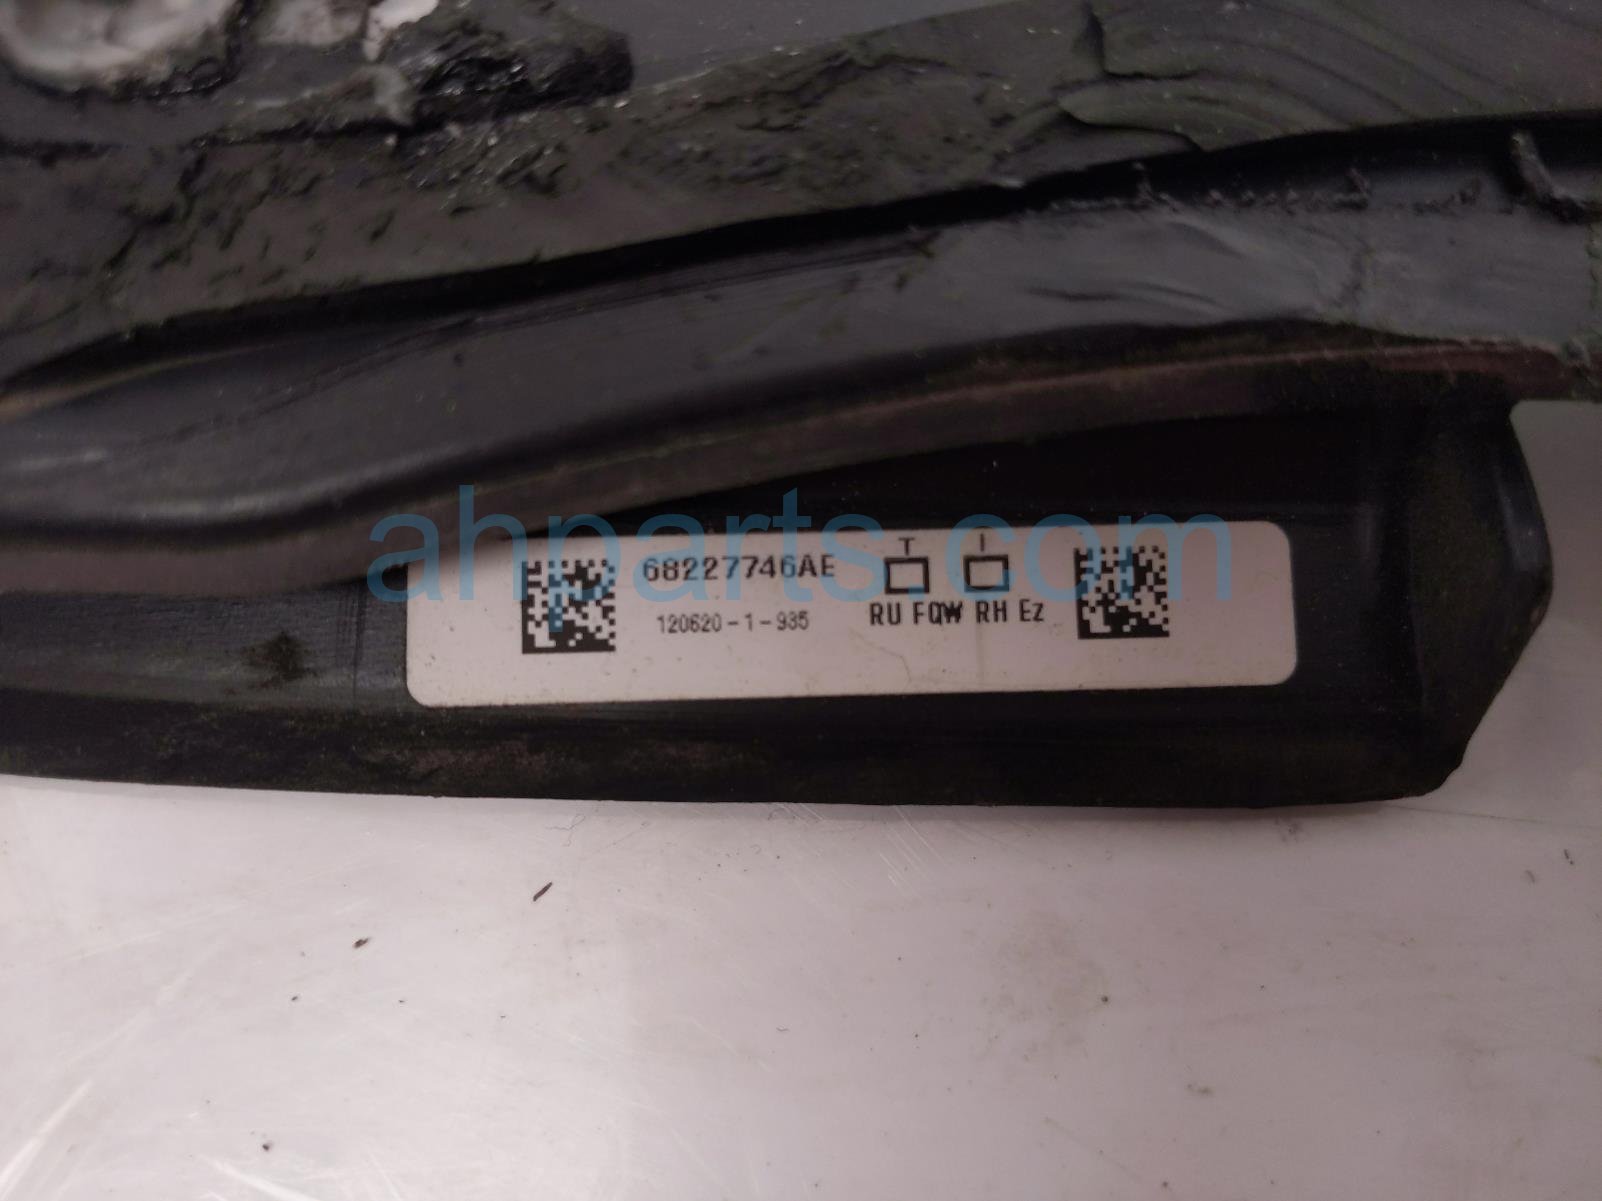 68227746AE
120620-1-935
T I
RU FQW RH Ez
ahparts.com